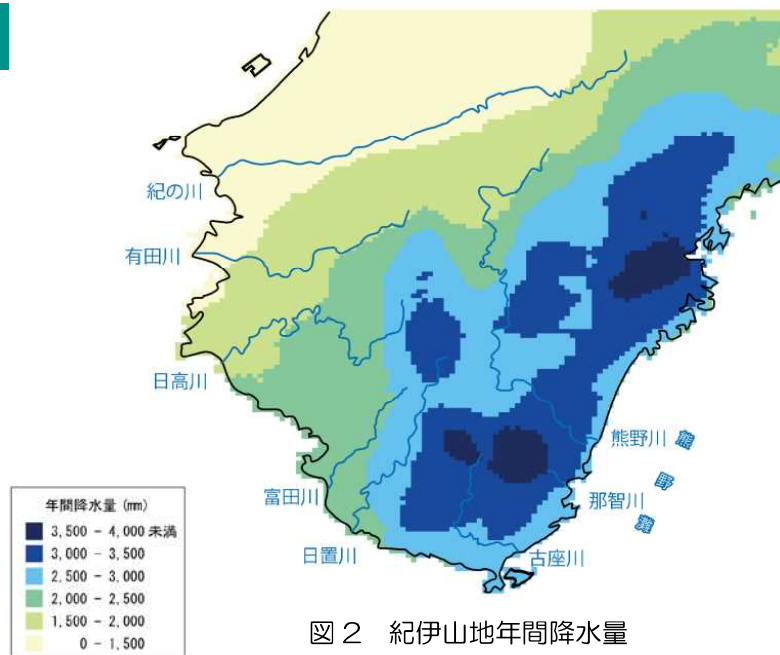 紀の川
有田川
日高川
富田川
日置川
熊野川
熊野灘
那智川
古座川
年間降水量 (mm)
3,500 - 4,000 未満
3,000 - 3,500
2,500 - 3,000
2,000 - 2,500
1,500 - 2,000
0 - 1,500
図2 紀伊山地年間降水量